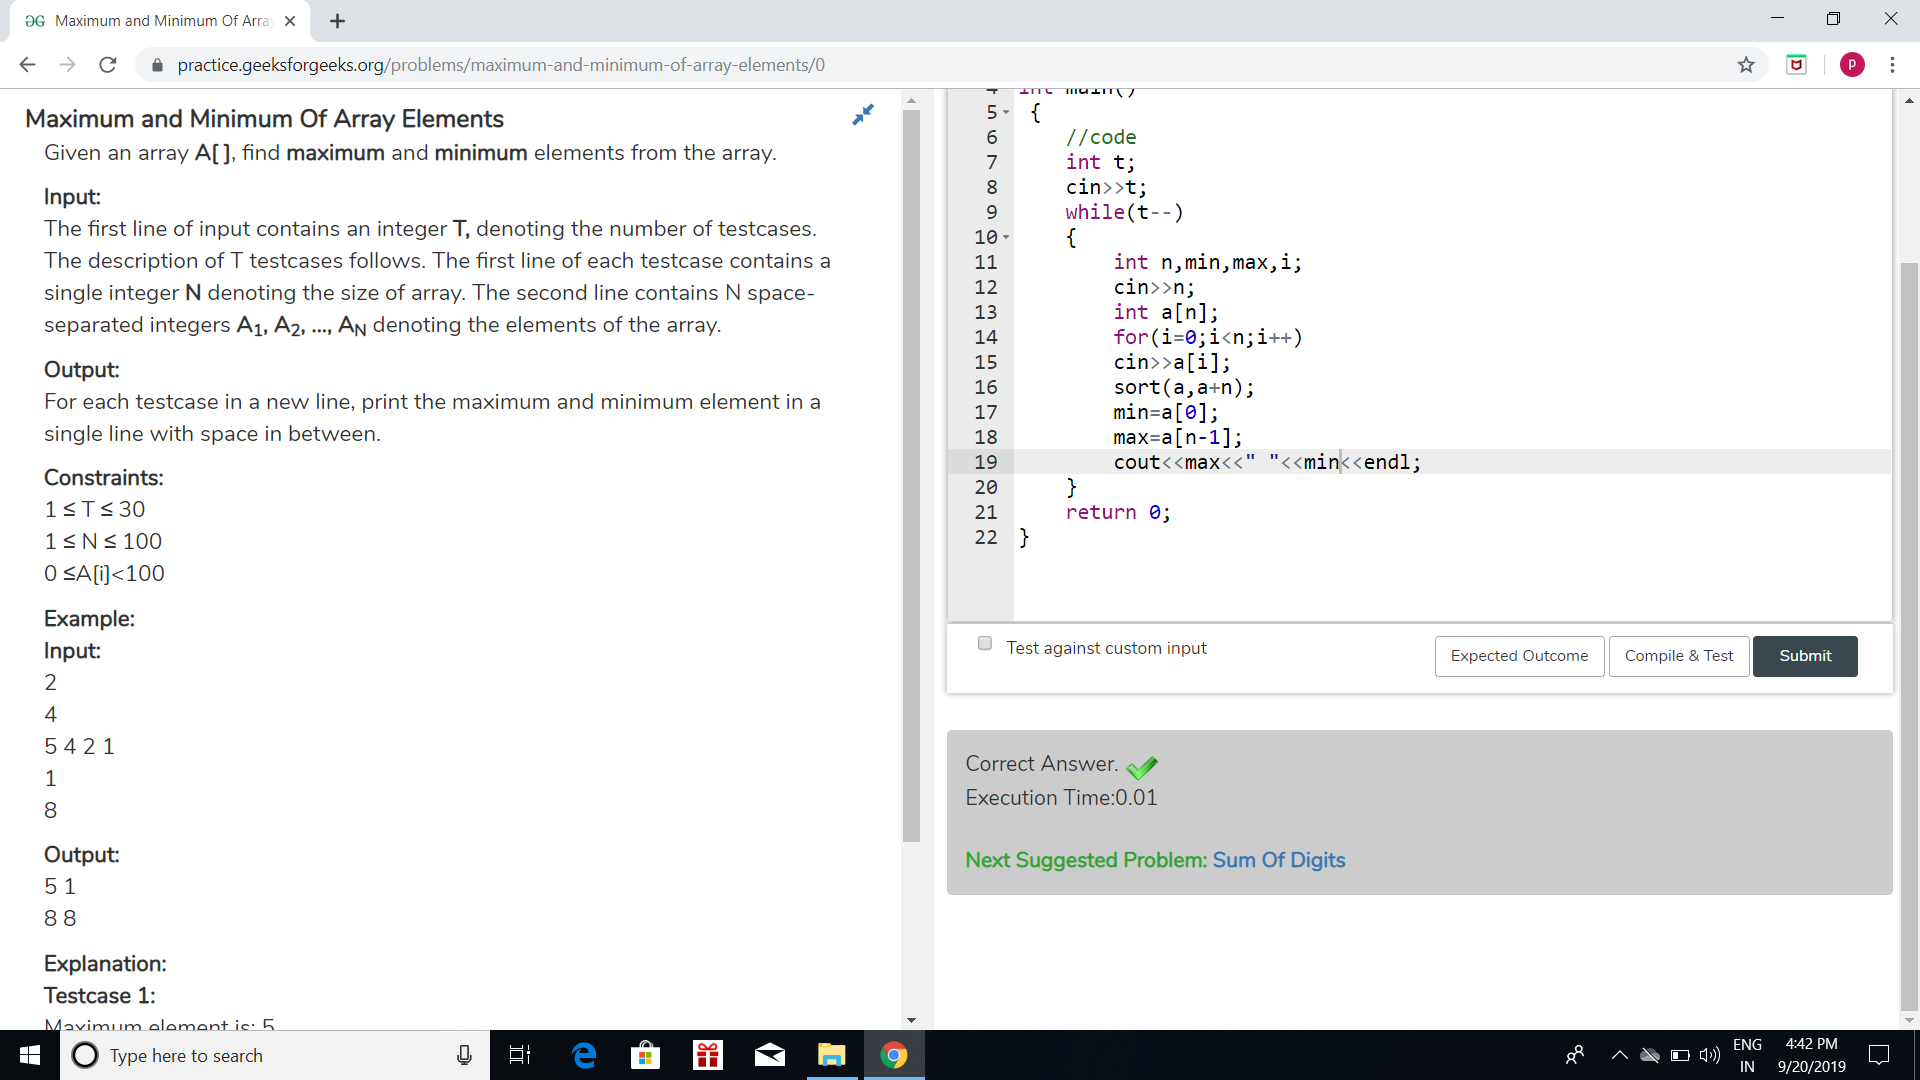 Maximum and Minimum Of Arra
practice.geeksforgeeks.org/problems/maximum-and-minimum-of-array-elements/0
P
Maximum and Minimum Of Array Elements
Given an array A[ ], find maximum and minimum elements from the array.
Input:
The first line of input contains an integer T, denoting the number of testcases.
The description of T testcases follows. The first line of each testcase contains a
single integer N denoting the size of array. The second line contains N space-
separated integers A1, A2, ..., AN denoting the elements of the array.
Output:
For each testcase in a new line, print the maximum and minimum element in a
single line with space in between.
Constraints:
1 ≤ T ≤ 30
1 ≤ N ≤ 100
0 ≤A[i]<100
Example:
Input:
2
4
5 4 2 1
1
8
Output:
5 1
8 8
Explanation:
Testcase 1:
Maximum element is: 5
4 int main()
5 {
6 //code
7 int t;
8 cin>>t;
9 while(t--)
10 {
11 int n,min,max,i;
12 cin>>n;
13 int a[n];
14 for(i=0;i<n;i++)
15 cin>>a[i];
16 sort(a,a+n);
17 min=a[0];
18 max=a[n-1];
19 cout<<max<<" "<<min<<endl;
20 }
21 return 0;
22 }
Test against custom input
Expected Outcome
Compile & Test
Submit
Correct Answer.
Execution Time:0.01
Next Suggested Problem: Sum Of Digits
Type here to search
ENG
IN
4:42 PM
9/20/2019